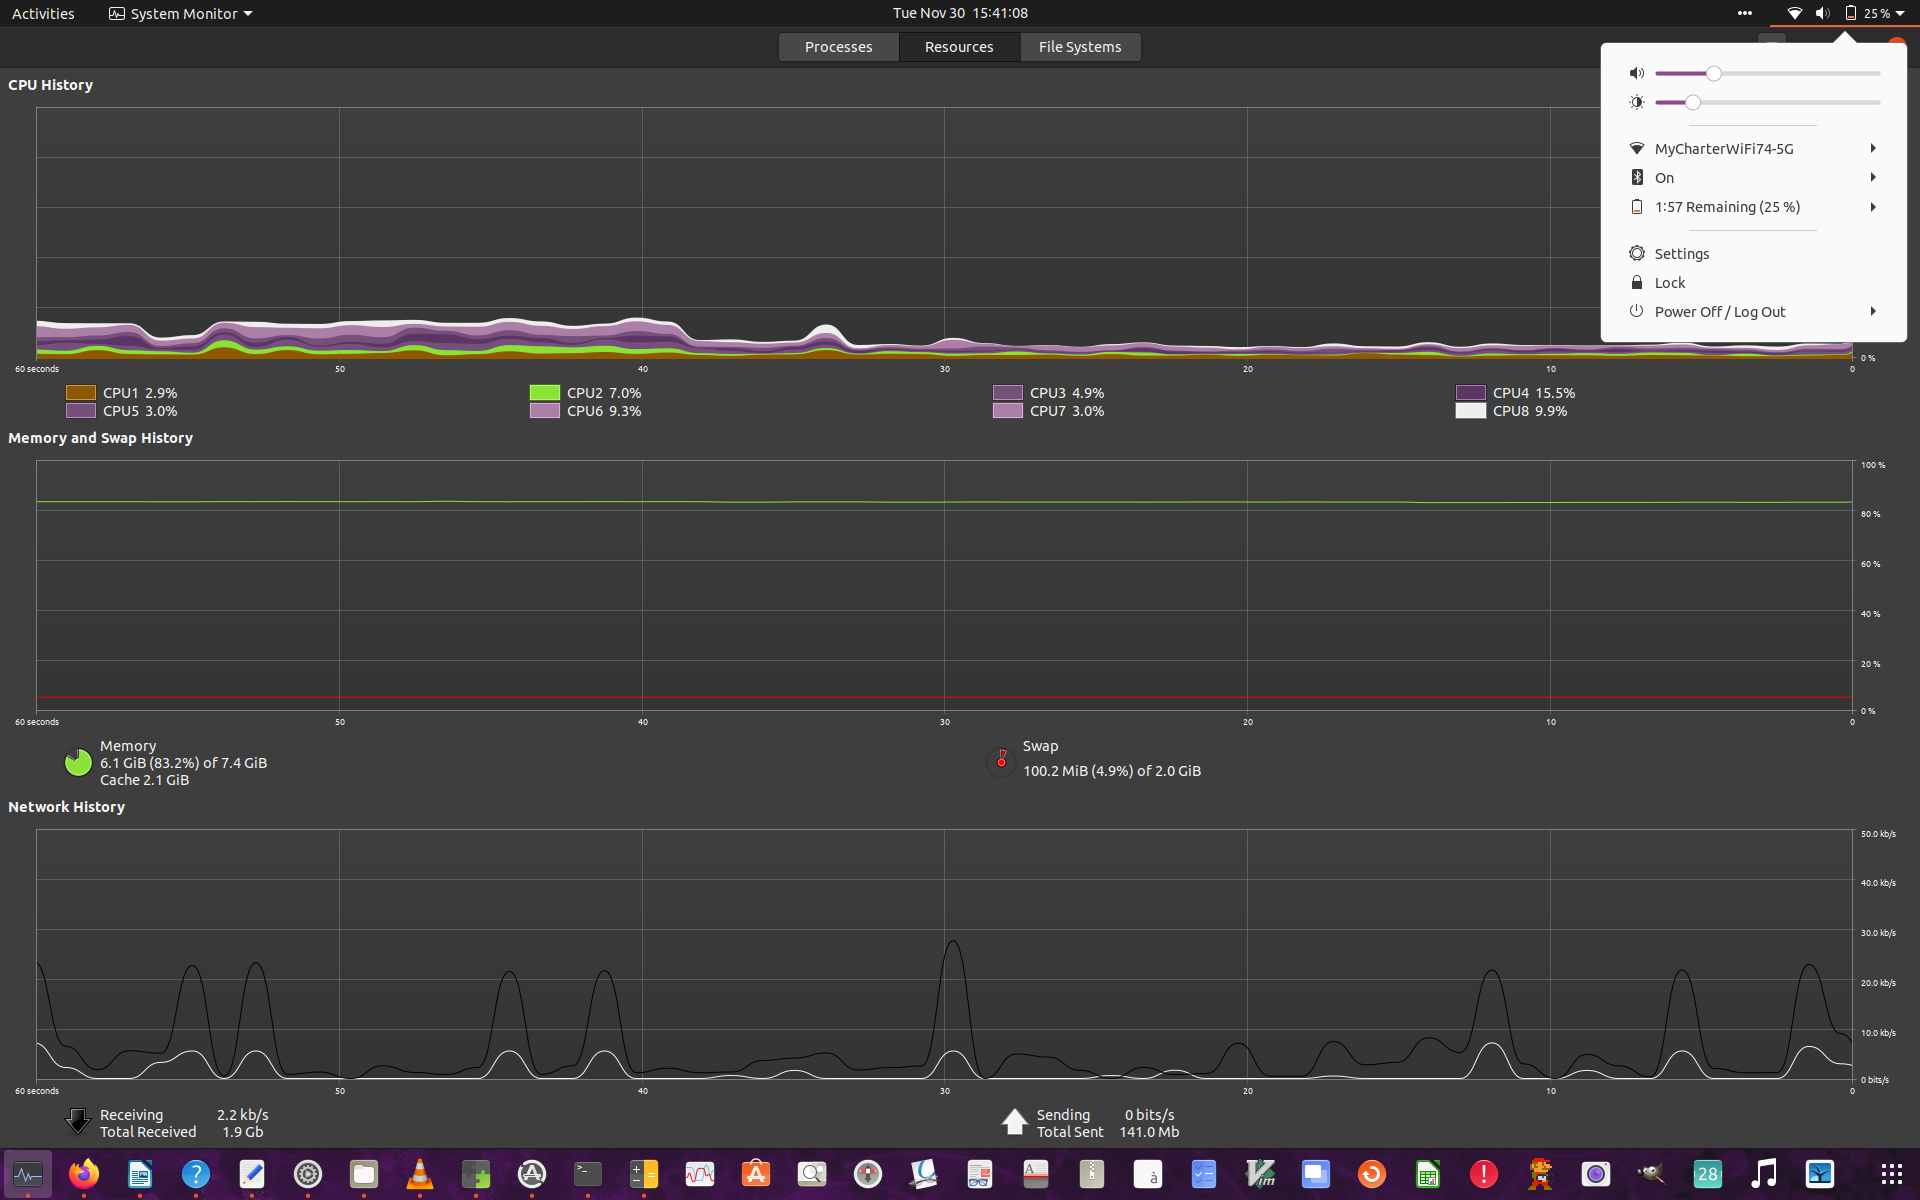 Activities System Monitor Tue Nov 30 15:41:08 25 %
Processes Resources File Systems
CPU History
MyCharterWiFi74-5G
On
1:57 Remaining (25 %)
Settings
Lock
Power Off / Log Out
0 %
60 seconds 50 40 30 20 10 0
CPU1 2.9% CPU2 7.0% CPU3 4.9% CPU4 15.5%
CPU5 3.0% CPU6 9.3% CPU7 3.0% CPU8 9.9%
Memory and Swap History
100 %
80 %
60 %
40 %
20 %
0 %
60 seconds 50 40 30 20 10 0
Memory
6.1 GiB (83.2%) of 7.4 GiB
Cache 2.1 GiB
Swap
100.2 MiB (4.9%) of 2.0 GiB
Network History
50.0 kb/s
40.0 kb/s
30.0 kb/s
20.0 kb/s
10.0 kb/s
0 bits/s
60 seconds 50 40 30 20 10 0
Receiving 2.2 kb/s
Total Received 1.9 Gb
Sending 0 bits/s
Total Sent 141.0 Mb
? >_ A à Vim ! 28